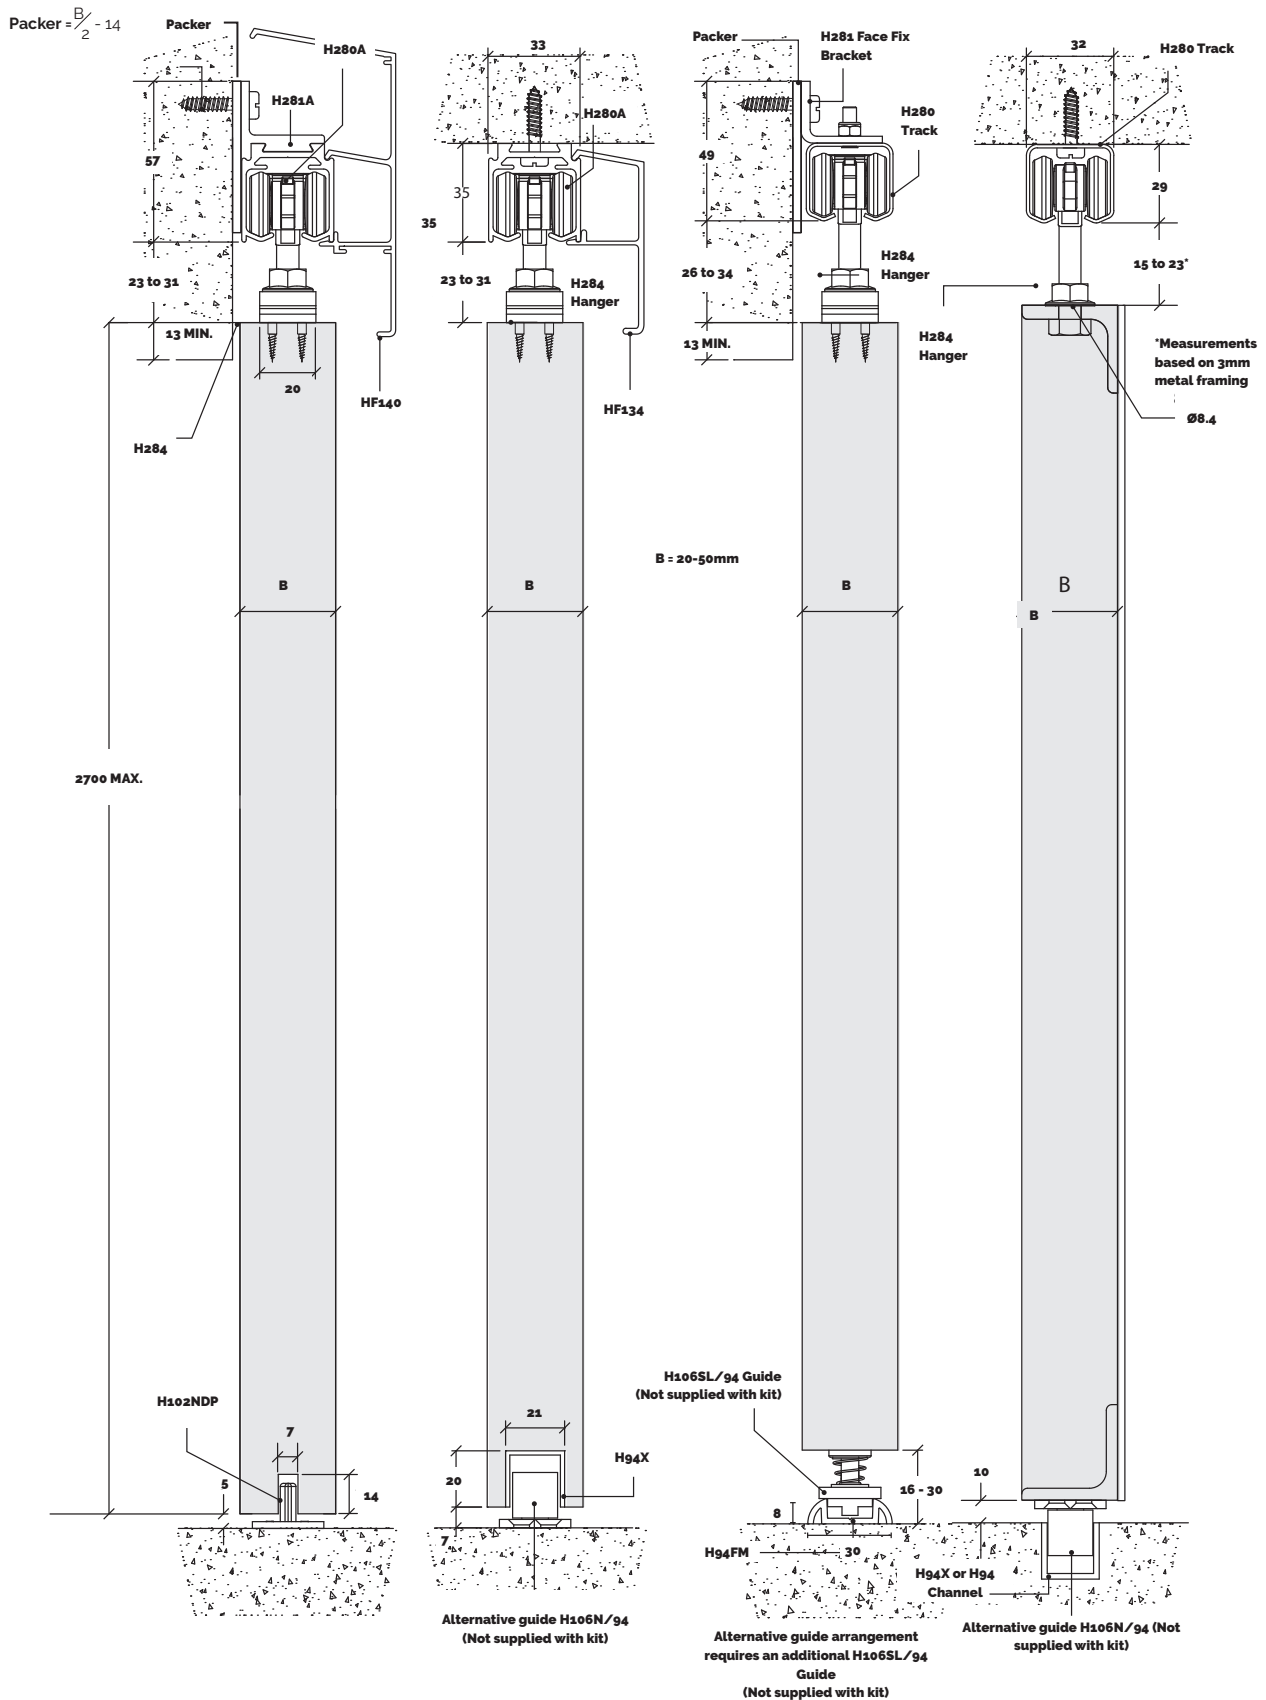 Packer = B/2 - 14
Packer
H280A
H281A
57
23 to 31
13 MIN.
20
HF140
H284
33
H280A
35
35
23 to 31
H284
Hanger
HF134
Packer
H281 Face Fix
Bracket
H280
Track
49
26 to 34
H284
Hanger
13 MIN.
32
H280 Track
29
15 to 23*
H284
Hanger
*Measurements
based on 3mm
metal framing
Ø8.4
B = 20-50mm
B
B
B
B
B
2700 MAX.
H102NDP
7
5
14
21
20
H94X
7
Alternative guide H106N/94
(Not supplied with kit)
H106SL/94 Guide
(Not supplied with kit)
16 - 30
8
30
H94FM
Alternative guide arrangement
requires an additional H106SL/94
Guide
(Not supplied with kit)
10
H94X or H94
Channel
Alternative guide H106N/94 (Not
supplied with kit)